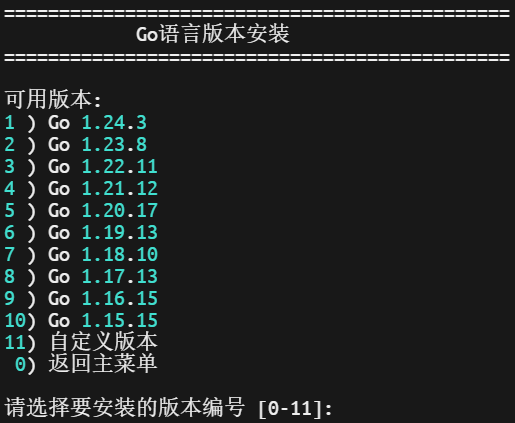 ==============================================
Go语言版本安装
==============================================
可用版本:
1 ) Go 1.24.3
2 ) Go 1.23.8
3 ) Go 1.22.11
4 ) Go 1.21.12
5 ) Go 1.20.17
6 ) Go 1.19.13
7 ) Go 1.18.10
8 ) Go 1.17.13
9 ) Go 1.16.15
10) Go 1.15.15
11) 自定义版本
0) 返回主菜单
请选择要安装的版本编号 [0-11]: